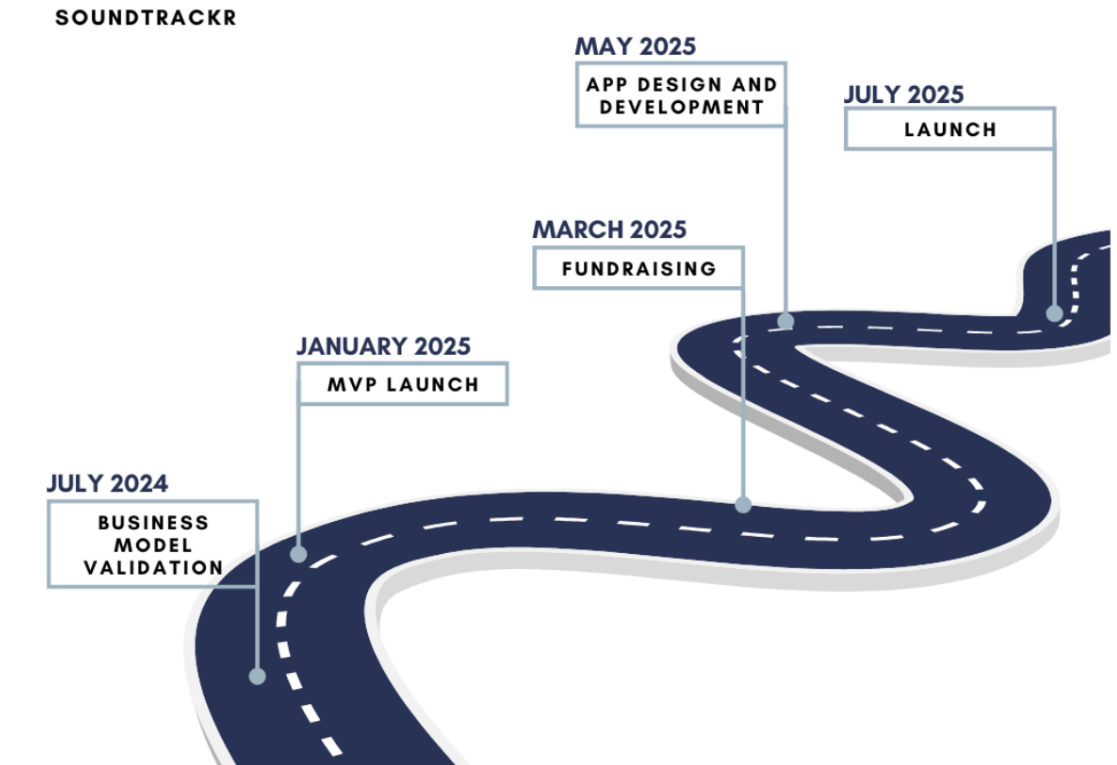 SOUNDTRACKR
MAY 2025
APP DESIGN AND
DEVELOPMENT
JULY 2025
LAUNCH
MARCH 2025
FUNDRAISING
JANUARY 2025
MVP LAUNCH
JULY 2024
BUSINESS
MODEL
VALIDATION